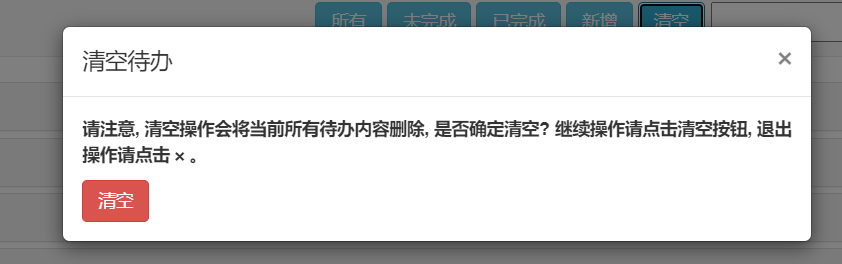 所有 未完成 已完成 新增 清空
清空待办 ×
请注意, 清空操作会将当前所有待办内容删除, 是否确定清空? 继续操作请点击清空按钮, 退出
操作请点击 × 。
清空